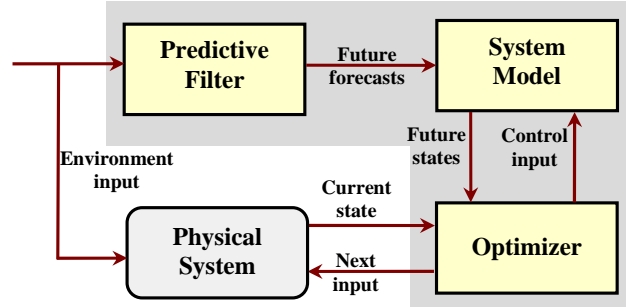 Predictive
Filter
Future
forecasts
System
Model
Environment
input
Future
states
Control
input
Current
state
Physical
System
Next
input
Optimizer